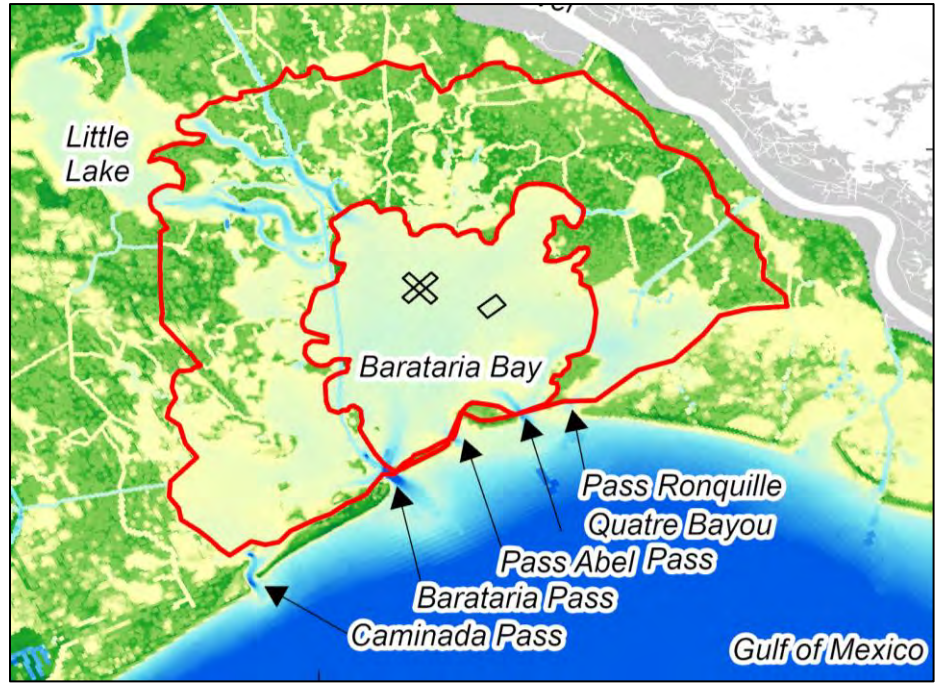 Little
Lake
Barataria Bay
Pass Ronquille
Quatre Bayou
Pass Abel Pass
Barataria Pass
Caminada Pass
Gulf of Mexico